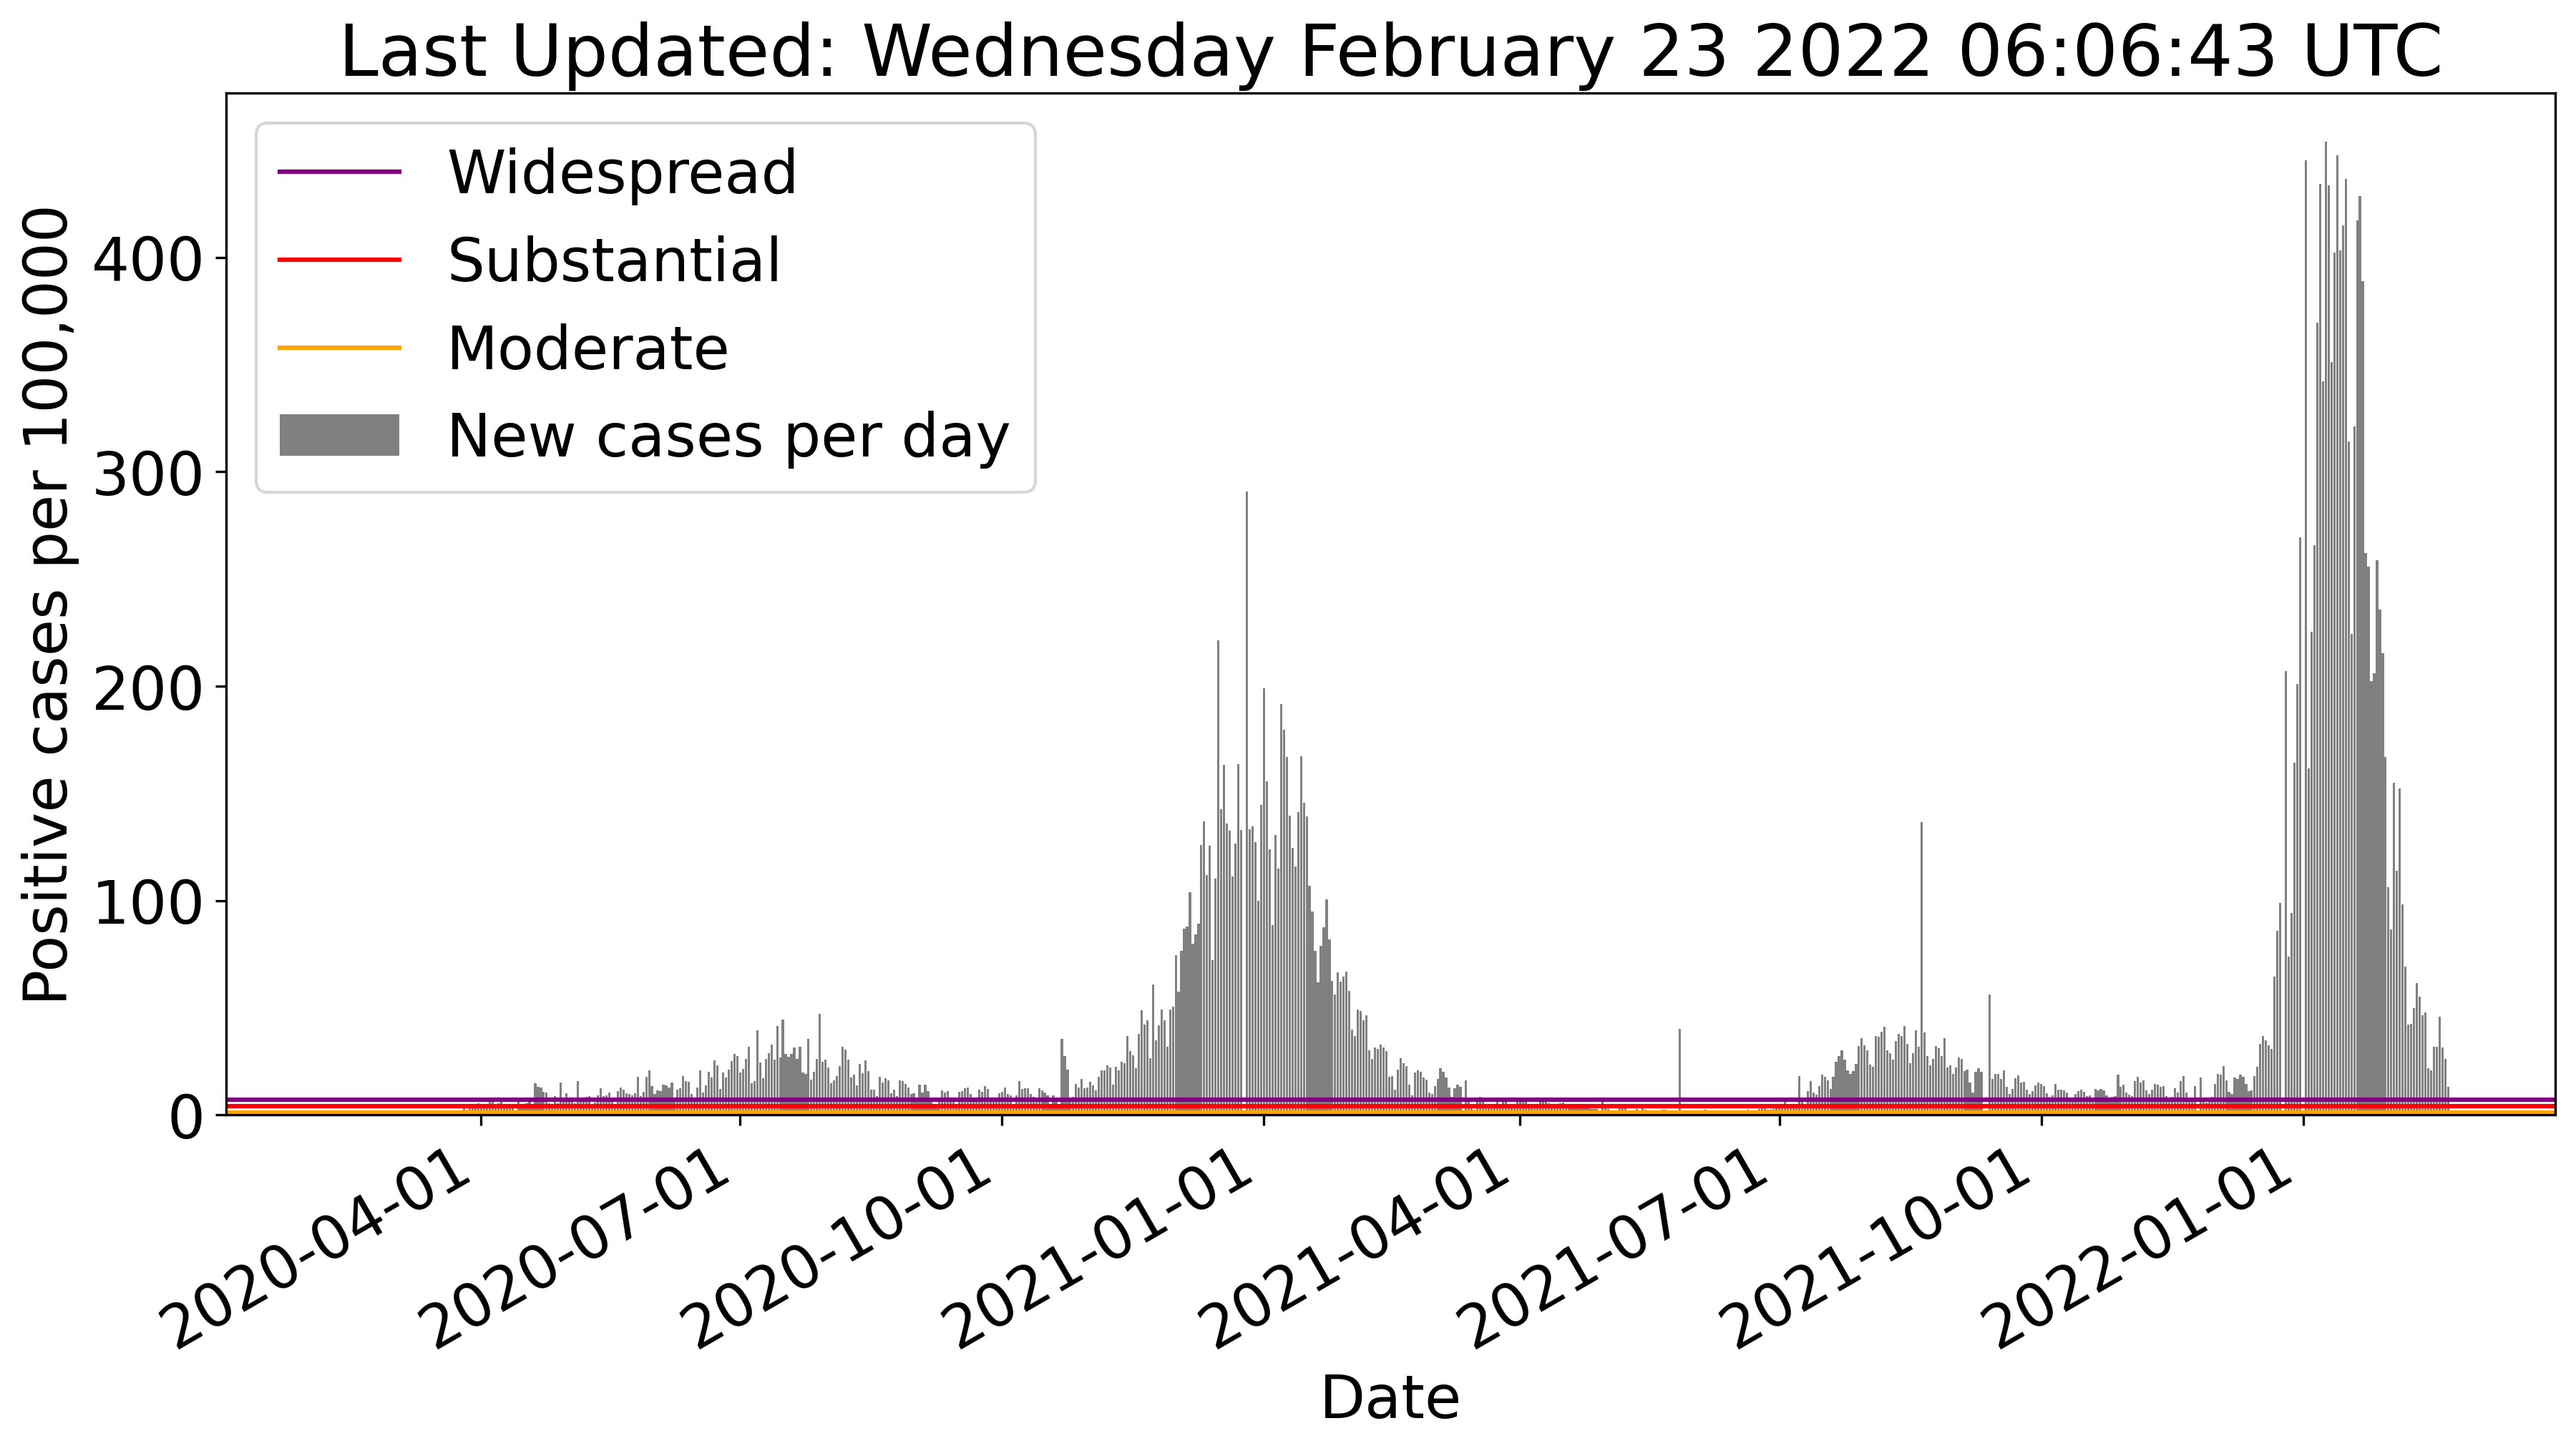 Last Updated: Wednesday February 23 2022 06:06:43 UTC
Widespread
Substantial
Moderate
New cases per day
Positive cases per 100,000
400
300
200
100
0
2020-04-01
2020-07-01
2020-10-01
2021-01-01
2021-04-01
2021-07-01
2021-10-01
2022-01-01
Date